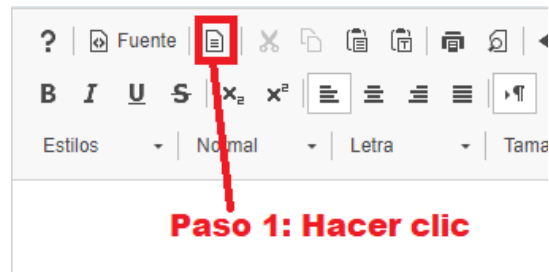 ? Fuente
B I U S x₂ x²
Estilos Normal Letra Tama
Paso 1: Hacer clic